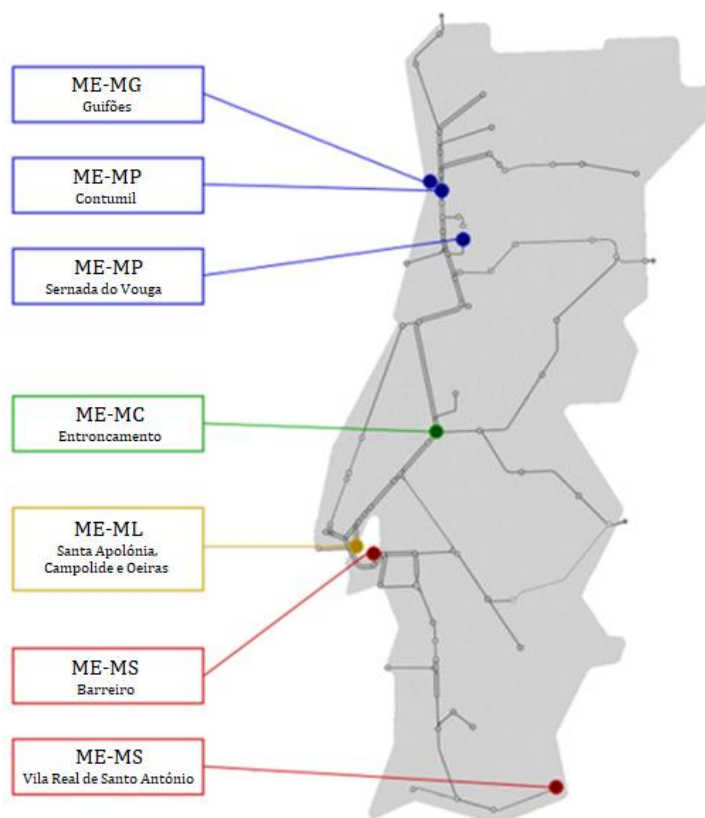 ME-MG
Guifões
ME-MP
Contumil
ME-MP
Sernada do Vouga
ME-MC
Entroncamento
ME-ML
Santa Apolónia,
Campolide e Oeiras
ME-MS
Barreiro
ME-MS
Vila Real de Santo António